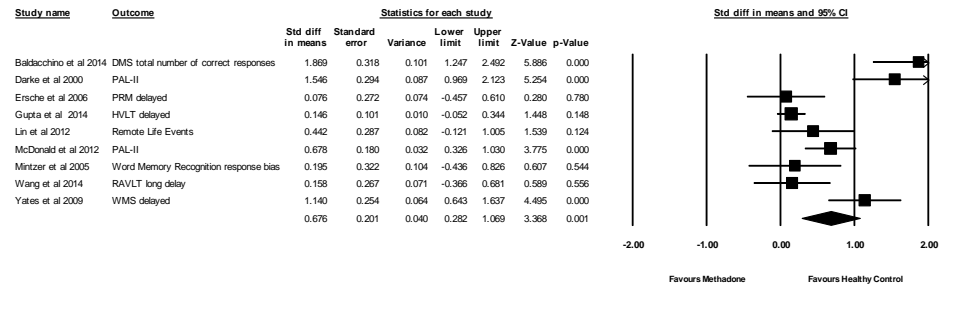 Study name Outcome Statistics for each study Std diff in means and 95% CI
Std diff Standard Lower Upper
in means error Variance limit limit Z-Value p-Value
Baldacchino et al 2014 DMS total number of correct responses 1.869 0.318 0.101 1.247 2.492 5.886 0.000
Darke et al 2000 PAL-II 1.546 0.294 0.087 0.969 2.123 5.254 0.000
Ersche et al 2006 PRM delayed 0.076 0.272 0.074 -0.457 0.610 0.280 0.780
Gupta et al 2014 HVLT delayed 0.146 0.101 0.010 -0.052 0.344 1.448 0.148
Lin et al 2012 Remote Life Events 0.442 0.287 0.082 -0.121 1.005 1.539 0.124
McDonald et al 2012 PAL-II 0.678 0.180 0.032 0.326 1.030 3.775 0.000
Mintzer et al 2005 Word Memory Recognition response bias 0.195 0.322 0.104 -0.436 0.826 0.607 0.544
Wang et al 2014 RAVLT long delay 0.158 0.267 0.071 -0.366 0.681 0.589 0.556
Yates et al 2009 WMS delayed 1.140 0.254 0.064 0.643 1.637 4.495 0.000
0.676 0.201 0.040 0.282 1.069 3.368 0.001
-2.00 -1.00 0.00 1.00 2.00
Favours Methadone Favours Healthy Control